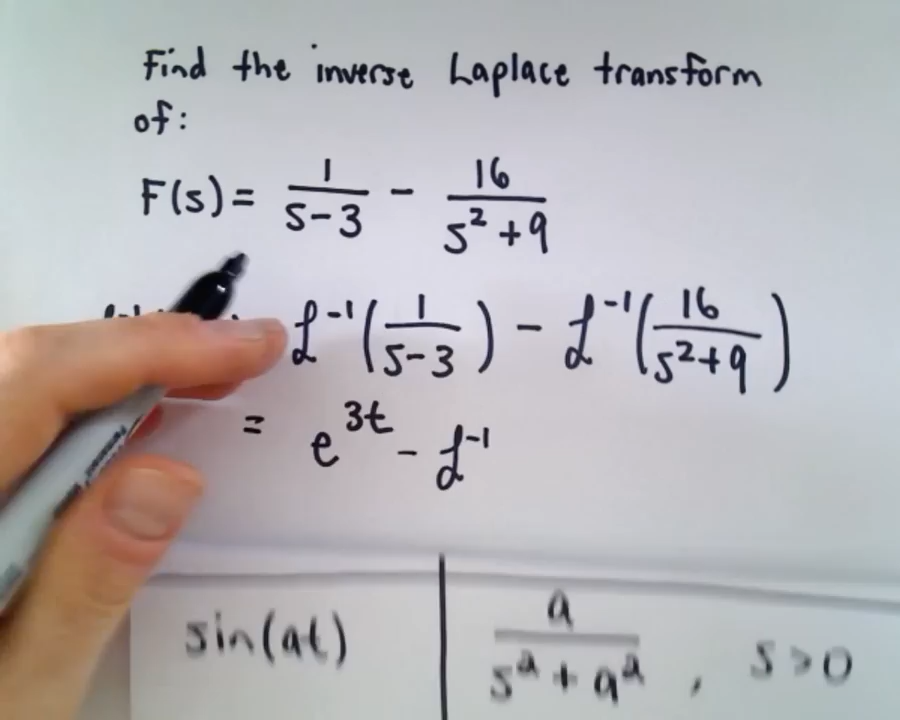 Find the inverse Laplace transform
of:
F(s) = 1/(s-3) - 16/(s²+9)
ℒ⁻¹(1/(s-3)) - ℒ⁻¹(16/(s²+9))
= e^(3t) - ℒ⁻¹
sin(at) | a/(s²+a²), s>0